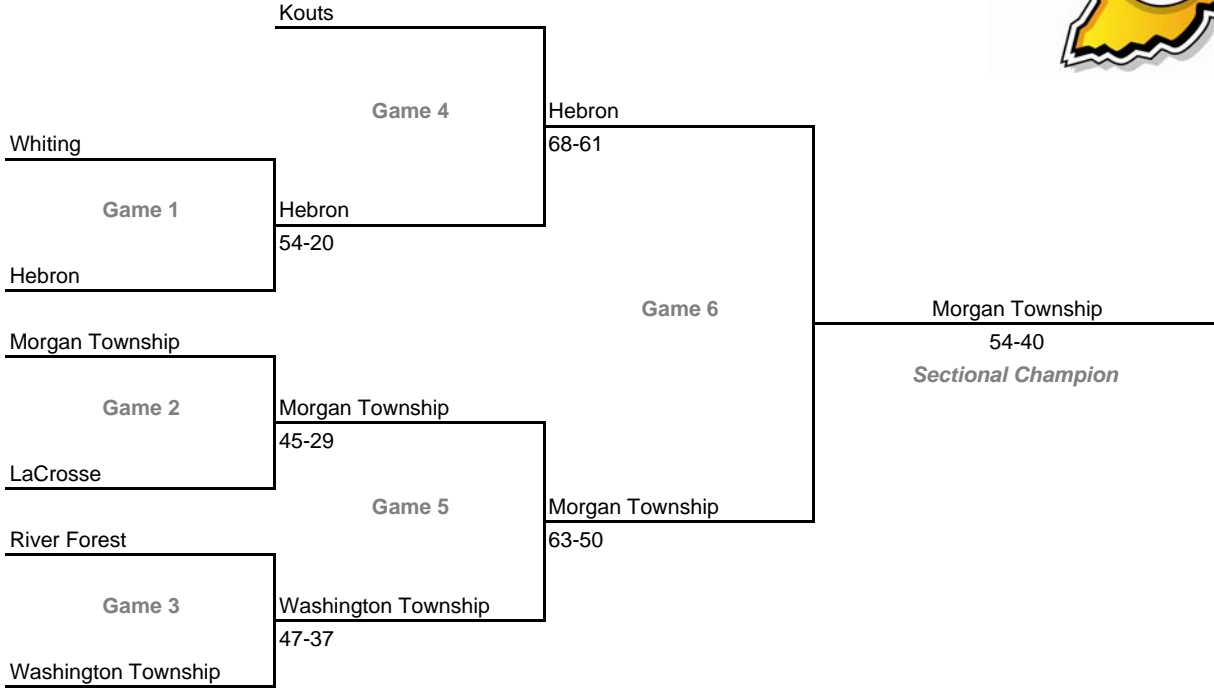 Kouts
Game 4
Hebron
68-61
Whiting
Game 1
Hebron
54-20
Hebron
Game 6
Morgan Township
54-40
Sectional Champion
Morgan Township
Game 2
Morgan Township
45-29
LaCrosse
Game 5
Morgan Township
63-50
River Forest
Game 3
Washington Township
47-37
Washington Township